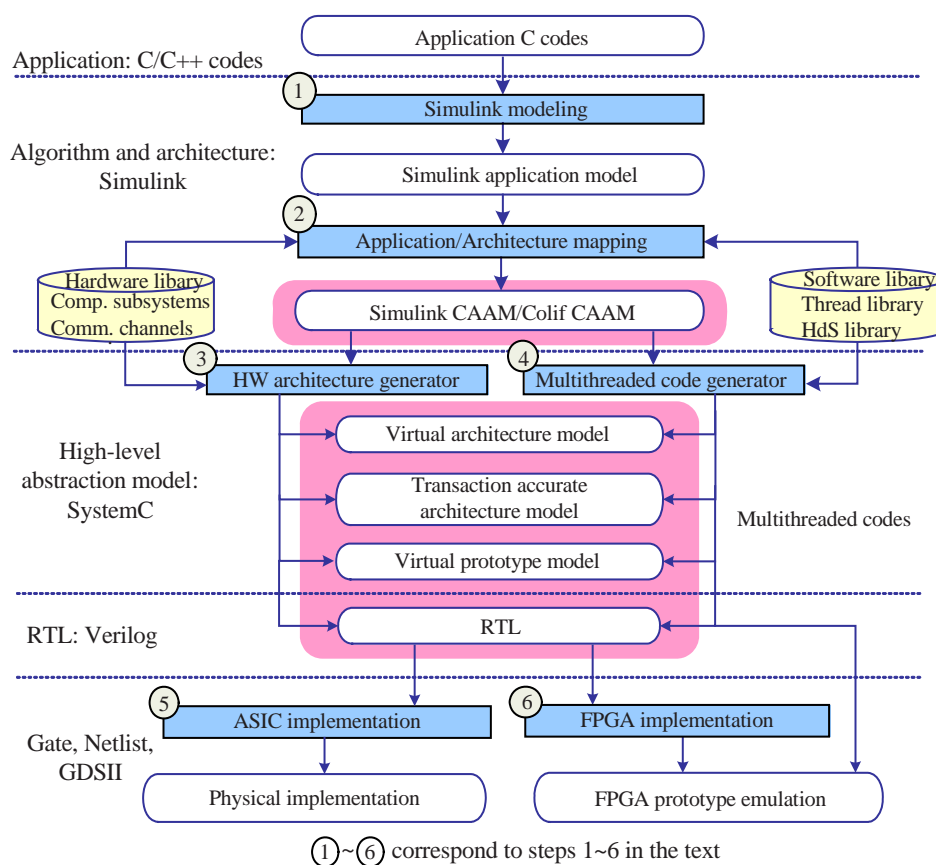 Application C codes
Application: C/C++ codes
1
Simulink modeling
Algorithm and architecture:
Simulink
Simulink application model
2
Application/Architecture mapping
Hardware libary
Comp. subsystems
Comm. channels
Software libary
Thread library
HdS library
Simulink CAAM/Colif CAAM
3
HW architecture generator
4
Multithreaded code generator
Virtual architecture model
High-level
abstraction model:
SystemC
Transaction accurate
architecture model
Multithreaded codes
Virtual prototype model
RTL: Verilog
RTL
5
ASIC implementation
6
FPGA implementation
Gate, Netlist,
GDSII
Physical implementation
FPGA prototype emulation
1~6 correspond to steps 1~6 in the text